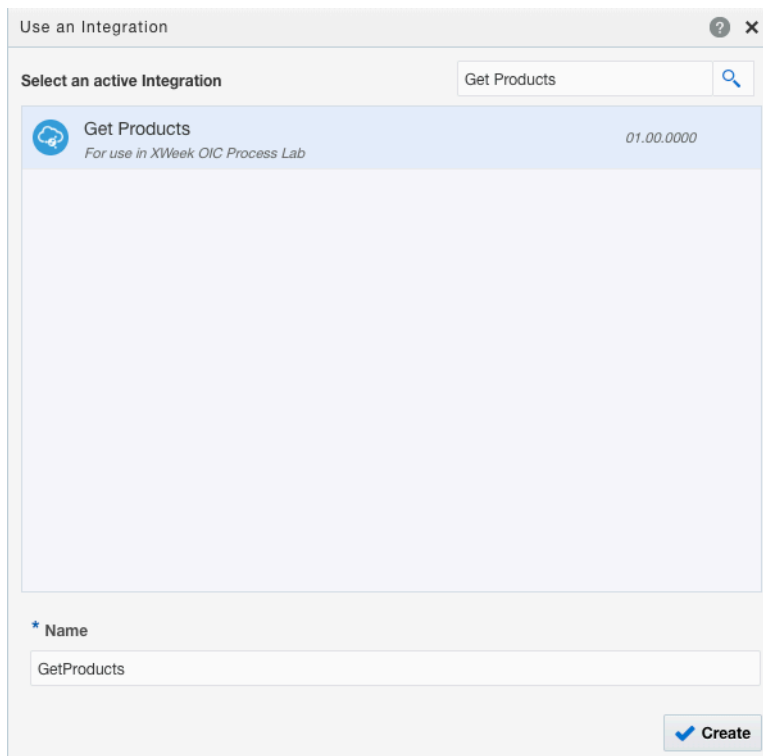 Use an Integration
Select an active Integration
Get Products
Get Products
01.00.0000
For use in XWeek OIC Process Lab
* Name
GetProducts
Create